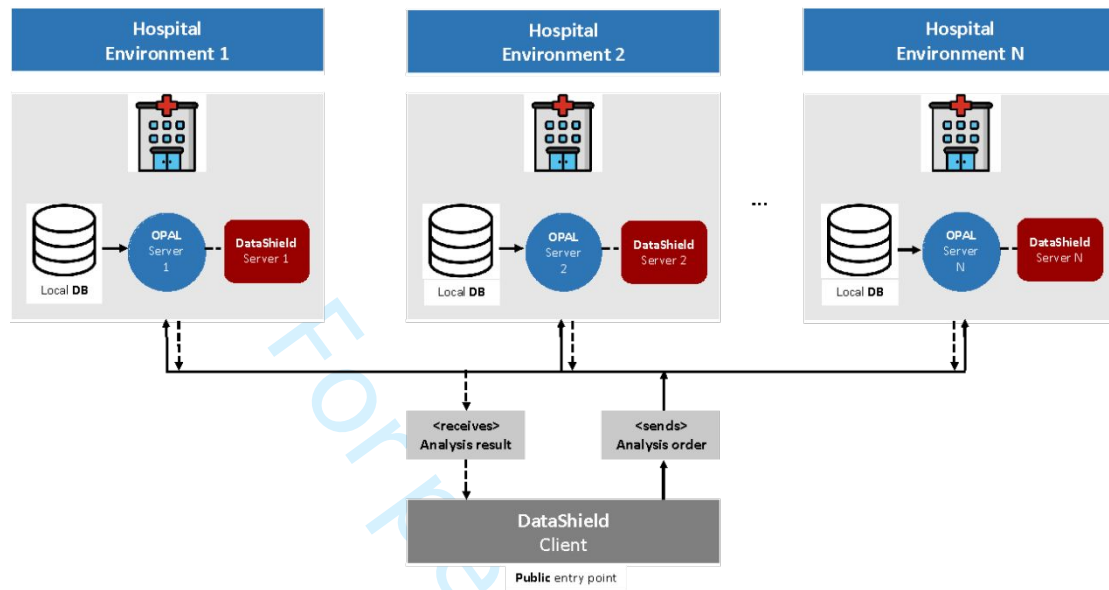 Hospital
Environment 1
Hospital
Environment 2
Hospital
Environment N
OPAL
Server
1
DataShield
Server 1
Local DB
OPAL
Server
2
DataShield
Server 2
Local DB
...
OPAL
Server
N
DataShield
Server N
Local DB
<receives>
Analysis result
<sends>
Analysis order
DataShield
Client
Public entry point
For